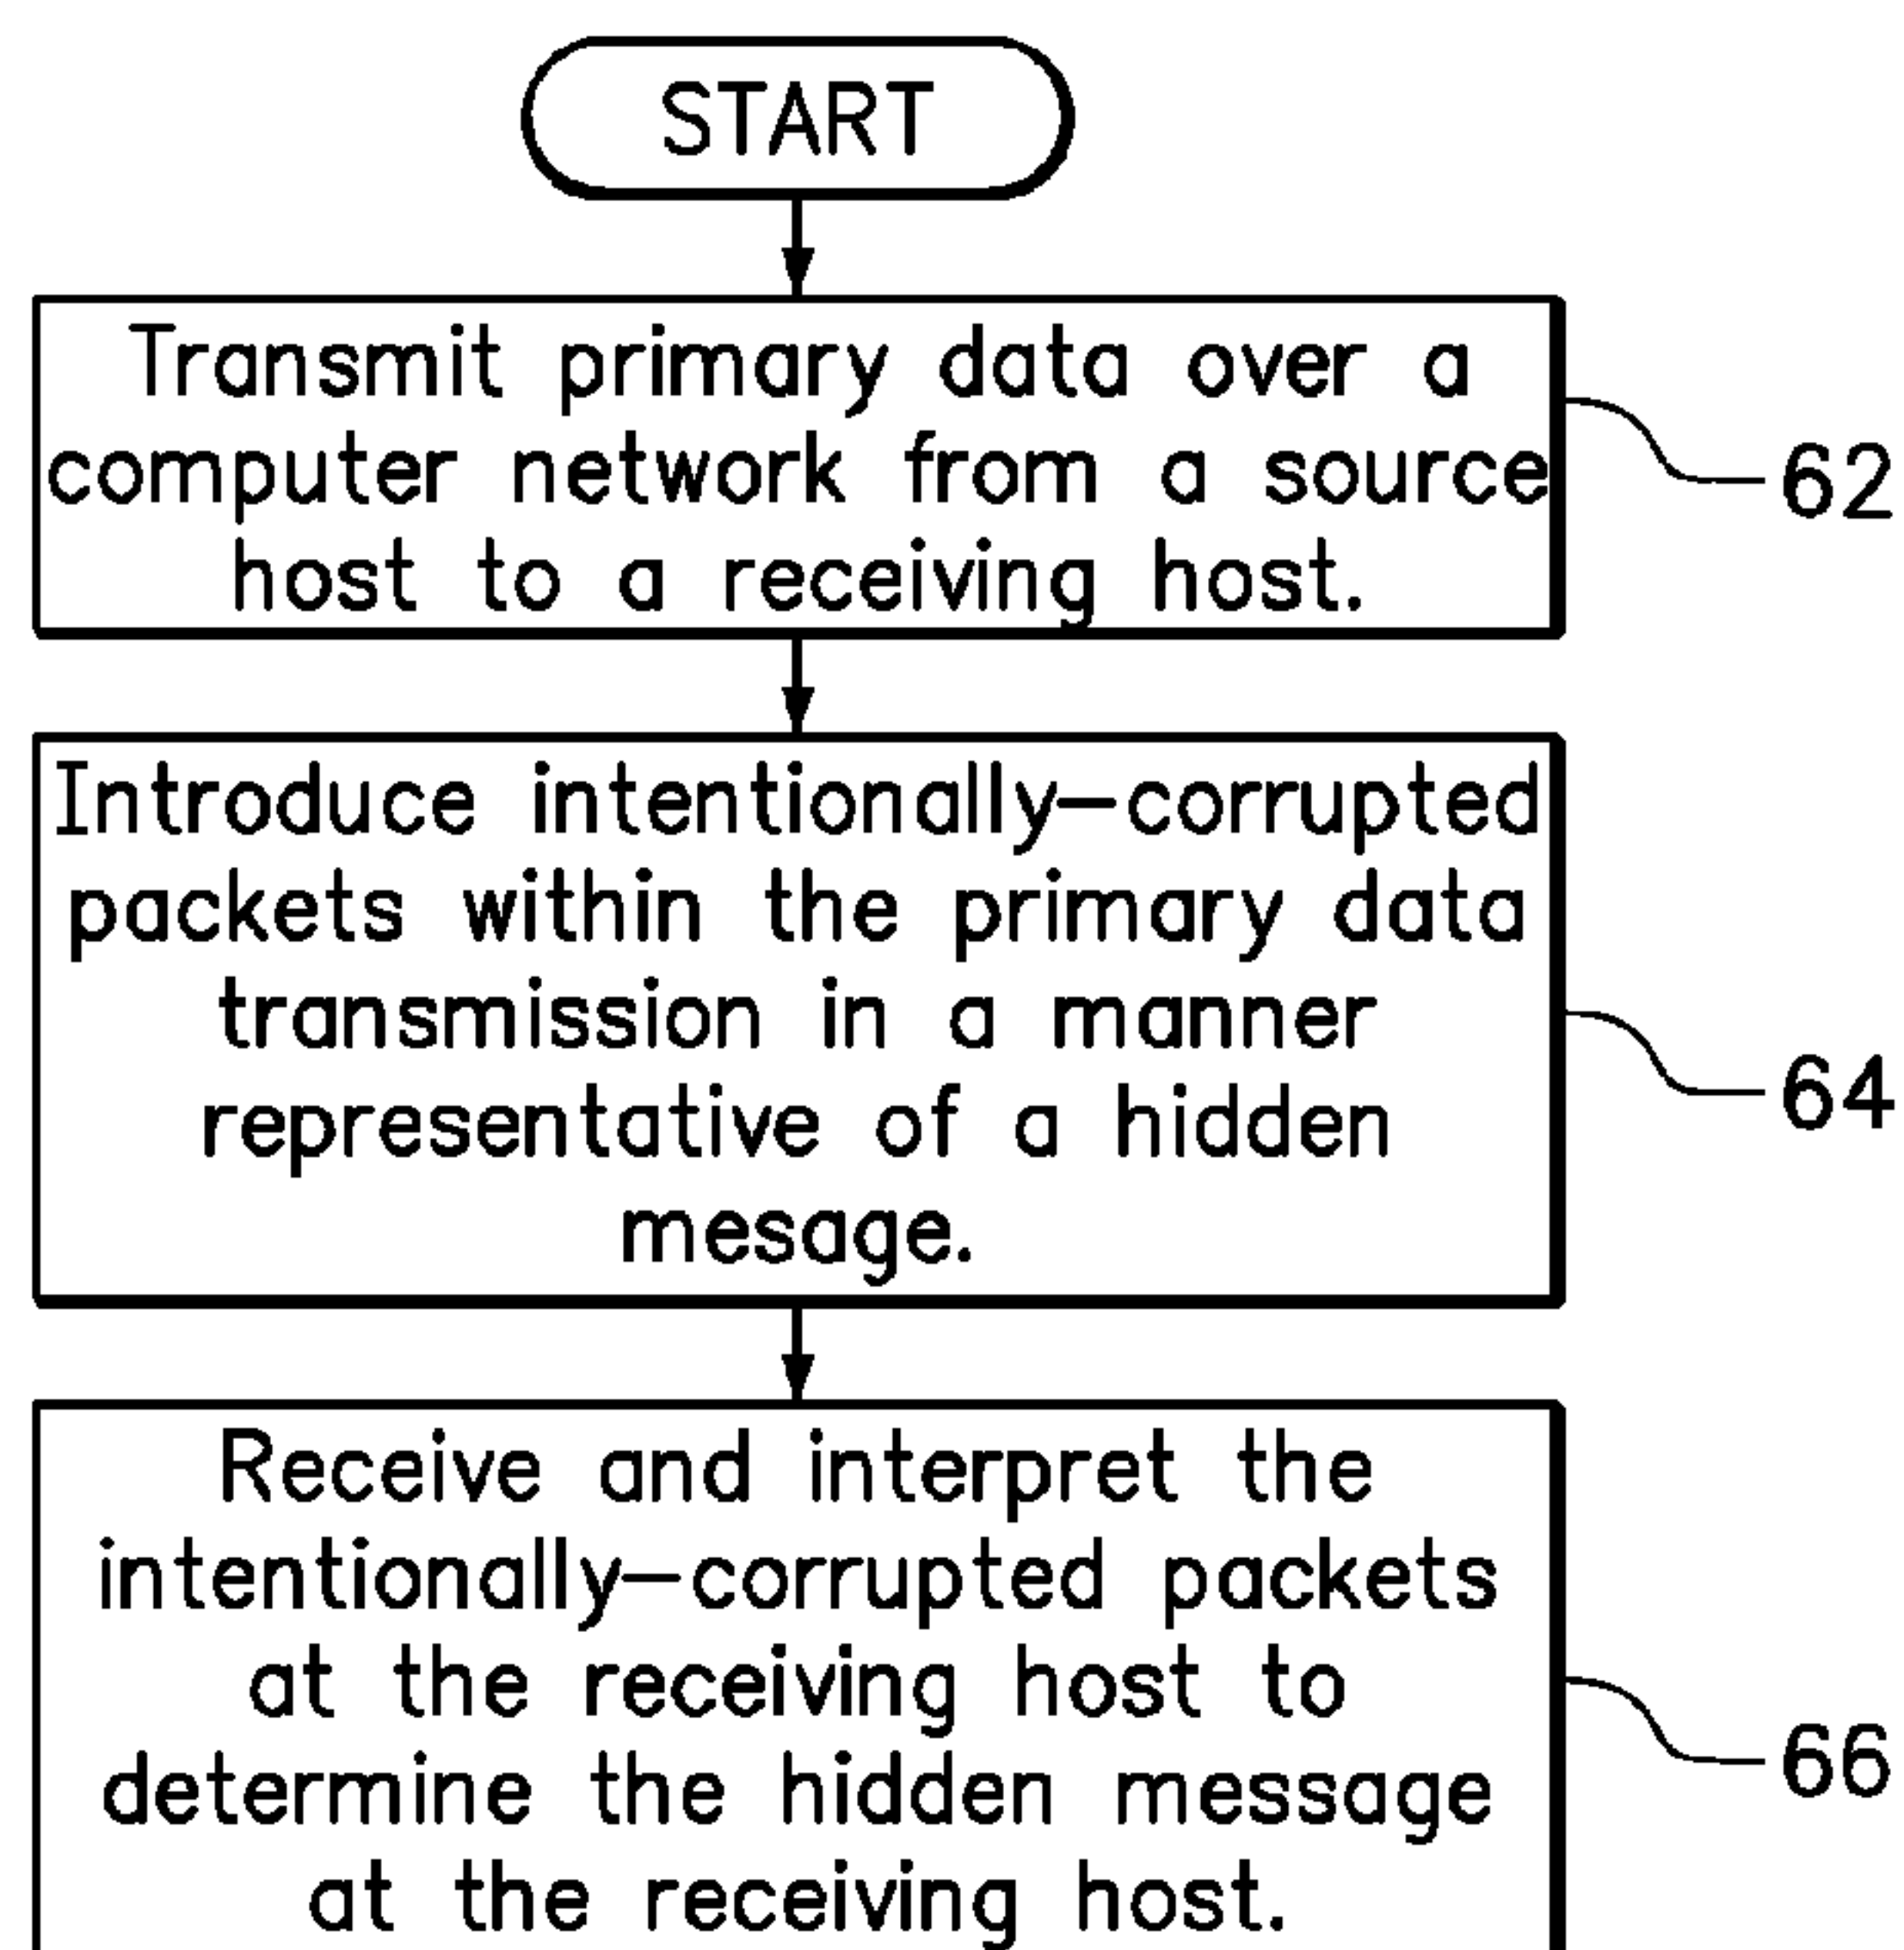 START
Transmit primary data over a
computer network from a source
host to a receiving host.
62
Introduce intentionally-corrupted
packets within the primary data
transmission in a manner
representative of a hidden
mesage.
64
Receive and interpret the
intentionally-corrupted packets
at the receiving host to
determine the hidden message
at the receiving host.
66